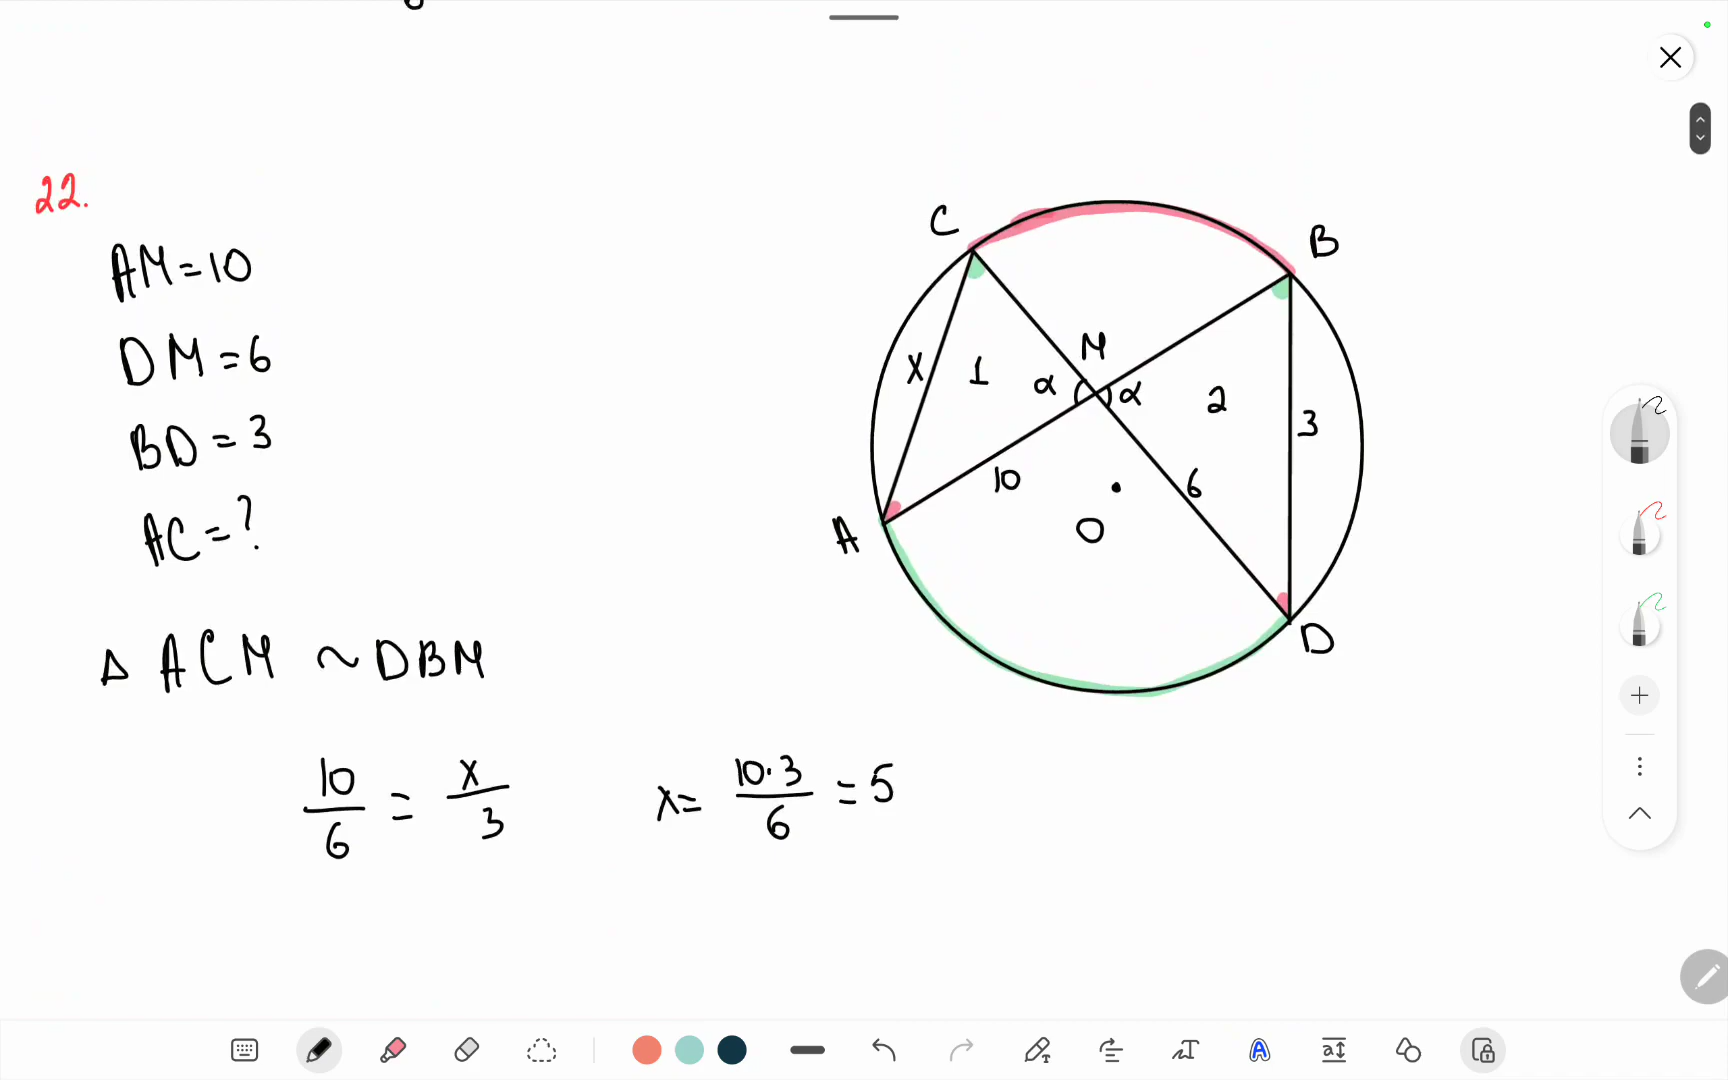 22.
AM=10
DM=6
BD=3
AC=?
△ ACM ~ DBM
10/6 = x/3
x= 10·3/6 =5
C
B
M
x
1
α
α
2
3
10
6
A
O
D